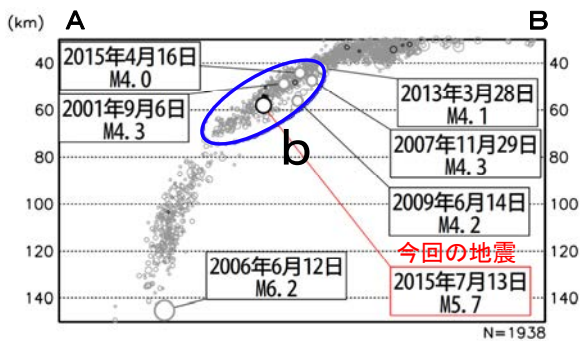 (km) A B
40
60
80
100
120
140
2015年4月16日
M4.0
2001年9月6日
M4.3
2013年3月28日
M4.1
2007年11月29日
M4.3
b
2009年6月14日
M4.2
今回の地震
2015年7月13日
M5.7
2006年6月12日
M6.2
40
60
80
100
120
140
N=1938